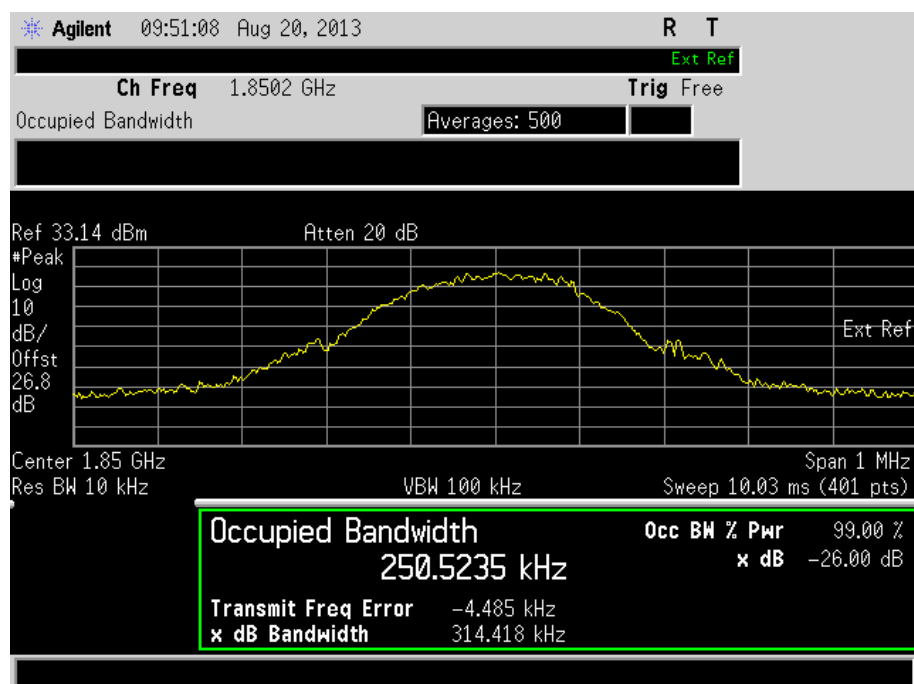 Agilent 09:51:08 Aug 20, 2013 R T
Ext Ref
Ch Freq 1.8502 GHz Trig Free
Occupied Bandwidth Averages: 500
Ref 33.14 dBm Atten 20 dB
#Peak
Log
10
dB/ Ext Ref
Offst
26.8
dB
Center 1.85 GHz Span 1 MHz
Res BW 10 kHz VBW 100 kHz Sweep 10.03 ms (401 pts)
Occupied Bandwidth Occ BW % Pwr 99.00 %
250.5235 kHz x dB -26.00 dB
Transmit Freq Error -4.485 kHz
x dB Bandwidth 314.418 kHz